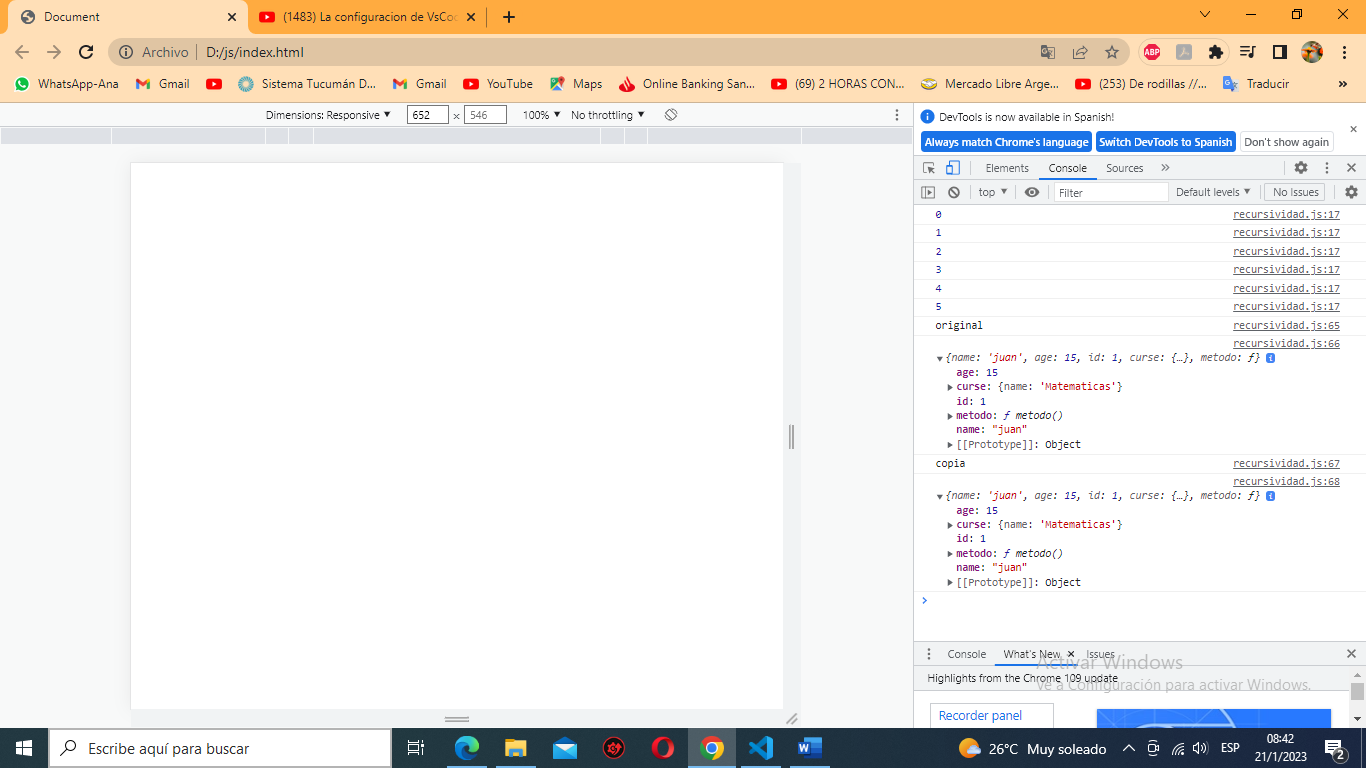 Document
(1483) La configuracion de VsCoc
Archivo | D:/js/index.html
ABP
WhatsApp-Ana
Gmail
Sistema Tucumán D...
Gmail
YouTube
Maps
Online Banking San...
(69) 2 HORAS CON...
Mercado Libre Arge...
(253) De rodillas //...
Traducir
»
Dimensions: Responsive ▼ 652 × 546 100% ▼ No throttling ▼
DevTools is now available in Spanish!
Always match Chrome's language Switch DevTools to Spanish Don't show again
Elements Console Sources »
top ▼ Filter Default levels ▼ No Issues
0 recursividad.js:17
1 recursividad.js:17
2 recursividad.js:17
3 recursividad.js:17
4 recursividad.js:17
5 recursividad.js:17
original recursividad.js:65
recursividad.js:66
▼{name: 'juan', age: 15, id: 1, curse: {…}, metodo: ƒ} i
age: 15
▶curse: {name: 'Matematicas'}
id: 1
▶metodo: ƒ metodo()
name: "juan"
▶[[Prototype]]: Object
copia recursividad.js:67
recursividad.js:68
▼{name: 'juan', age: 15, id: 1, curse: {…}, metodo: ƒ} i
age: 15
▶curse: {name: 'Matematicas'}
id: 1
▶metodo: ƒ metodo()
name: "juan"
▶[[Prototype]]: Object
Console What's New × Issues
Activar Windows
Ve a Configuración para activar Windows.
Highlights from the Chrome 109 update
Recorder panel
Escribe aquí para buscar
26°C Muy soleado
ESP
08:42
21/1/2023
2